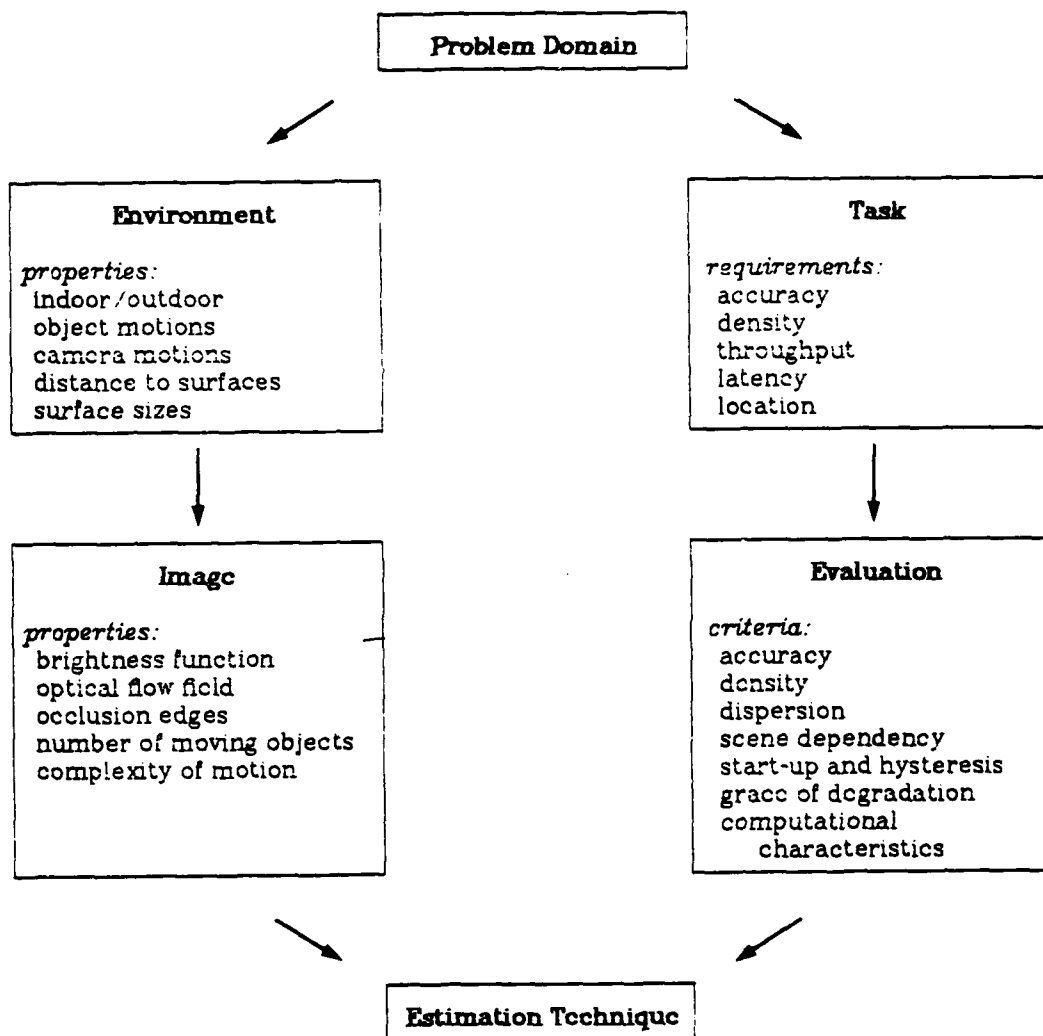 Problem Domain
Environment
properties:
indoor/outdoor
object motions
camera motions
distance to surfaces
surface sizes
Task
requirements:
accuracy
density
throughput
latency
location
Image
properties:
brightness function
optical flow field
occlusion edges
number of moving objects
complexity of motion
Evaluation
criteria:
accuracy
density
dispersion
scene dependency
start-up and hysteresis
grace of degradation
computational
characteristics
Estimation Technique